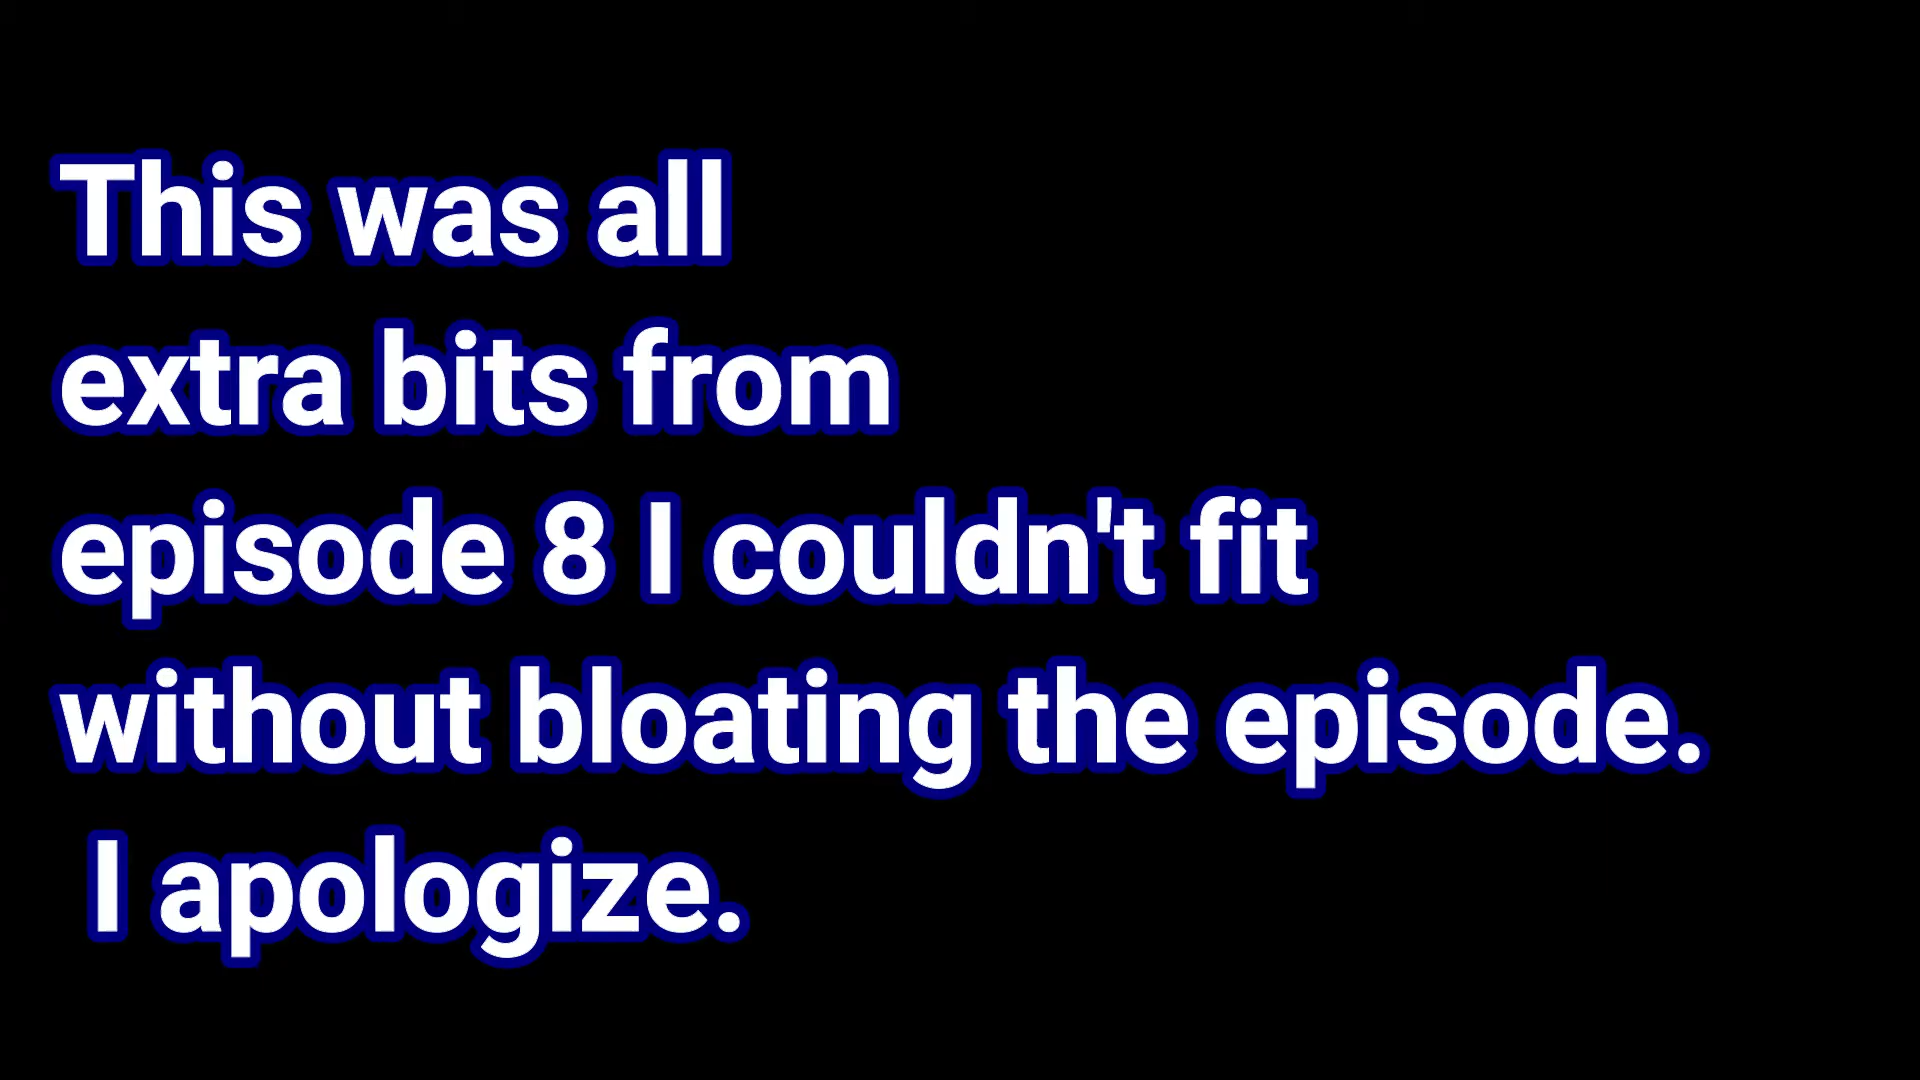 This was all
extra bits from
episode 8 I couldn't fit
without bloating the episode.
I apologize.